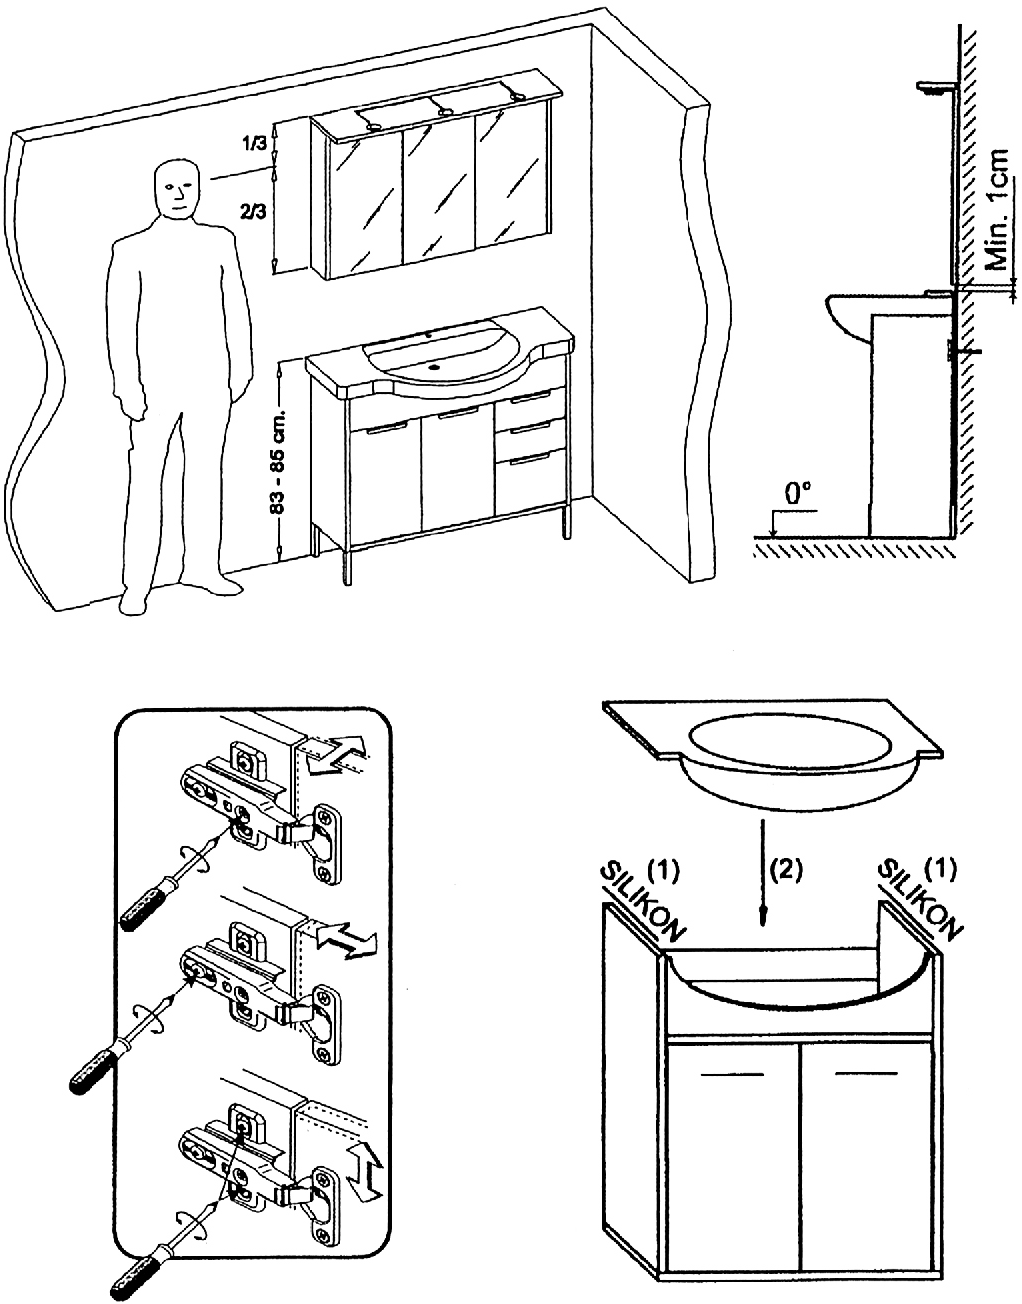 1/3
2/3
83 - 85 cm.
Min. 1cm
0°
SILIKON (1)
(2)
SILIKON (1)